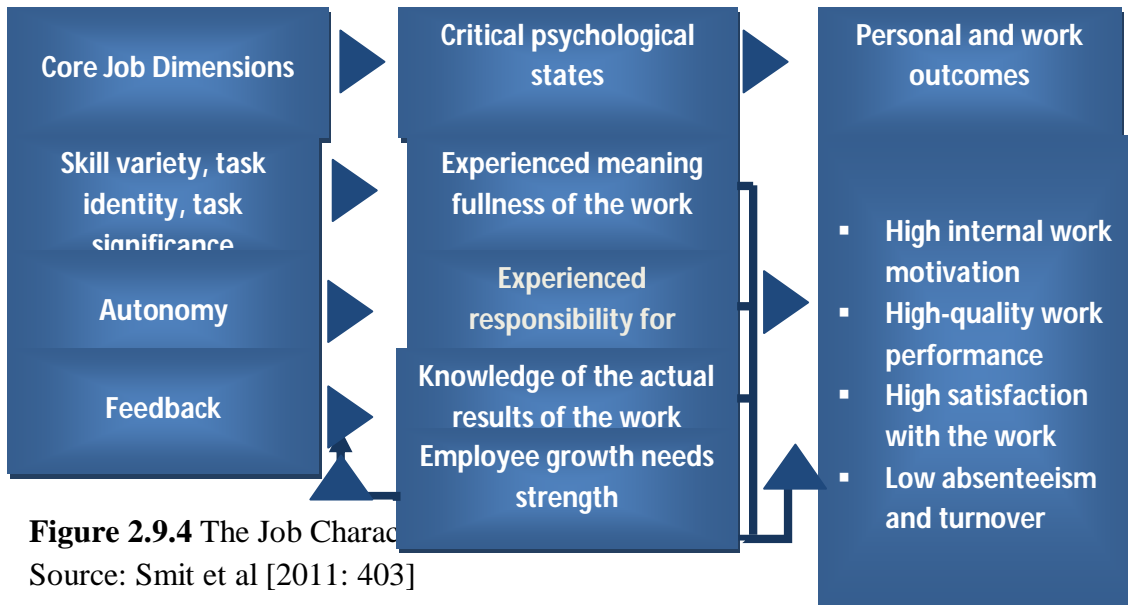 Core Job Dimensions
Critical psychological
states
Personal and work
outcomes
Skill variety, task
identity, task
significance
Experienced meaning
fullness of the work
Autonomy
Experienced
responsibility for
Feedback
Knowledge of the actual
results of the work
Employee growth needs
strength
▪ High internal work
motivation
▪ High-quality work
performance
▪ High satisfaction
with the work
▪ Low absenteeism
and turnover
Figure 2.9.4 The Job Charac
Source: Smit et al [2011: 403]